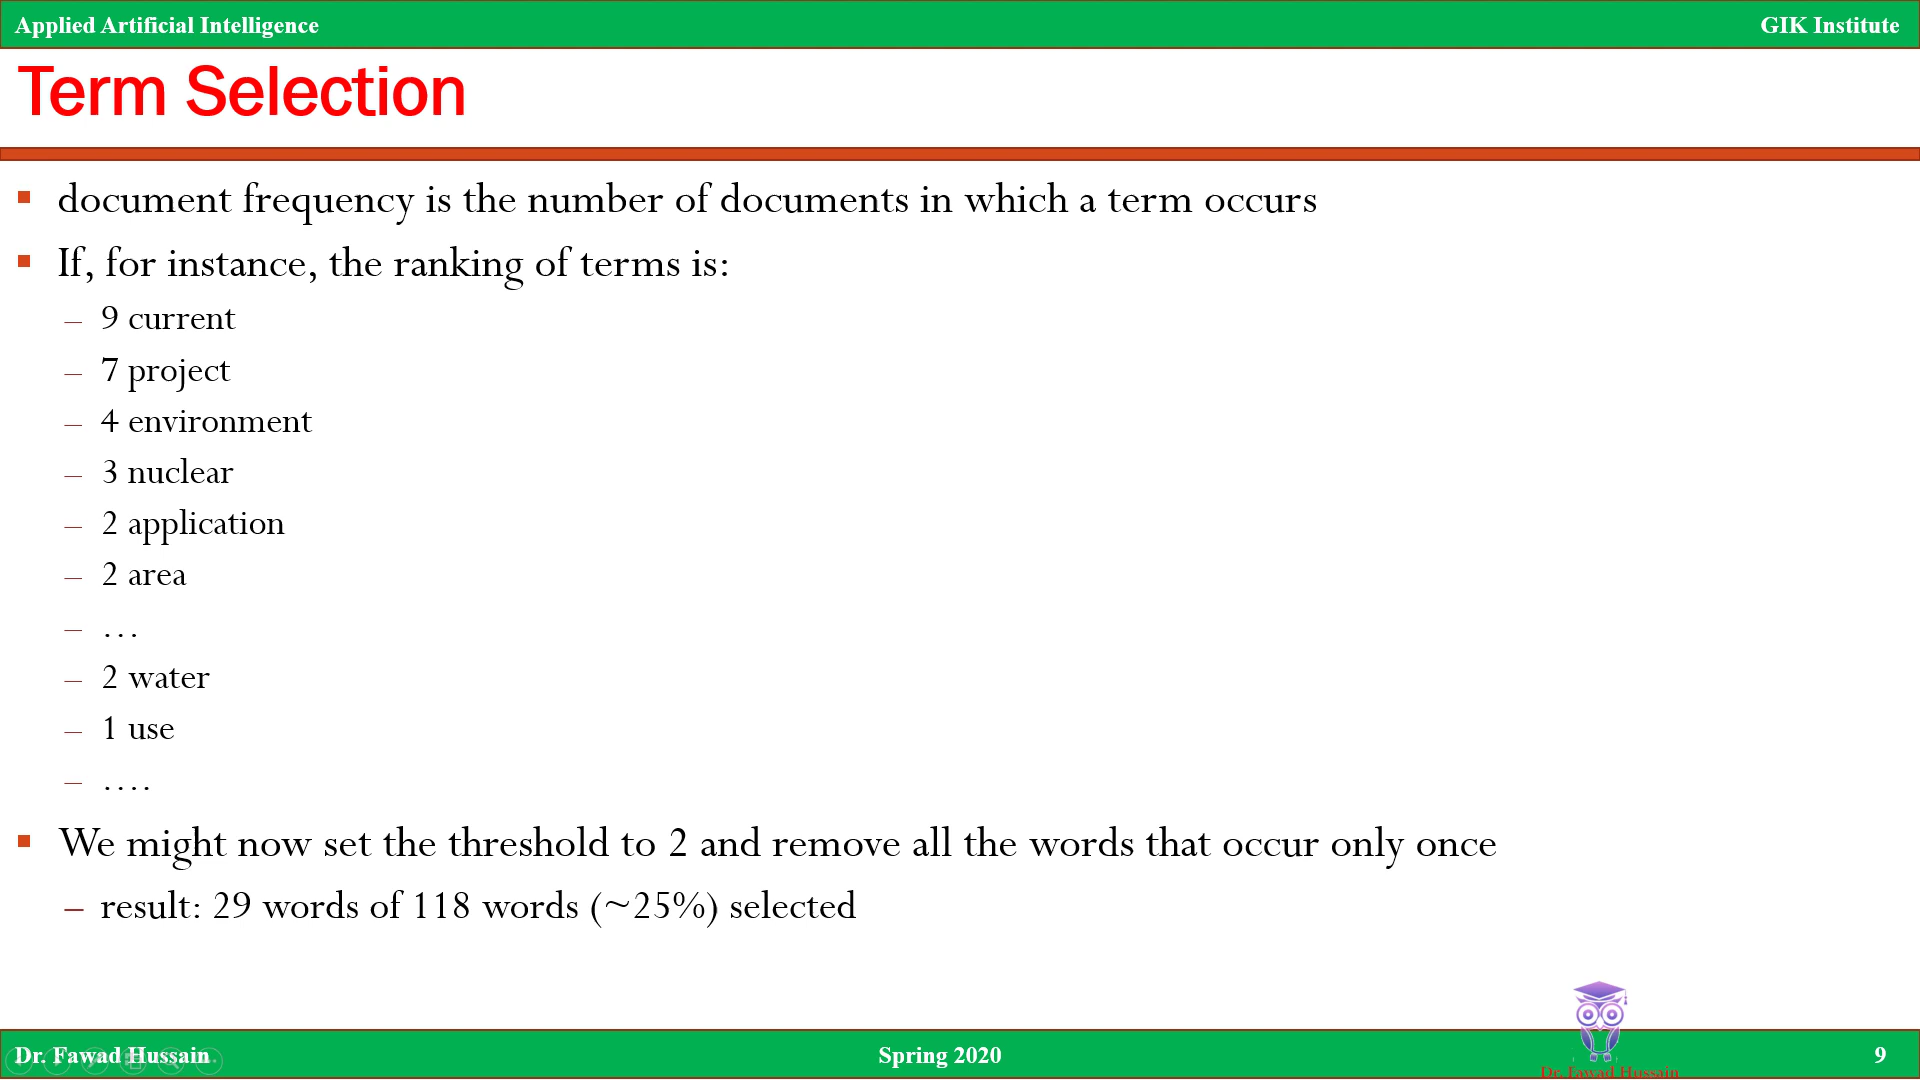 Applied Artificial Intelligence
GIK Institute
Term Selection
▪ document frequency is the number of documents in which a term occurs
▪ If, for instance, the ranking of terms is:
– 9 current
– 7 project
– 4 environment
– 3 nuclear
– 2 application
– 2 area
– …
– 2 water
– 1 use
– ….
▪ We might now set the threshold to 2 and remove all the words that occur only once
– result: 29 words of 118 words (~25%) selected
Dr. Fawad Hussain
Dr. Fawad Hussain
Spring 2020
9